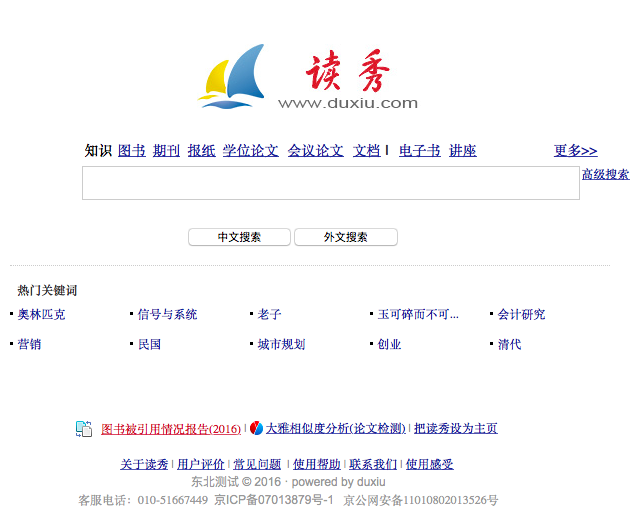 读秀
www.duxiu.com
知识 图书 期刊 报纸 学位论文 会议论文 文档 | 电子书 讲座 更多>>
高级搜索
中文搜索 外文搜索
热门关键词
奥林匹克 信号与系统 老子 玉可碎而不可... 会计研究
营销 民国 城市规划 创业 清代
图书被引用情况报告(2016) | 大雅相似度分析(论文检测) | 把读秀设为主页
关于读秀 | 用户评价 | 常见问题 | 使用帮助 | 联系我们 | 使用感受
东北测试 © 2016 · powered by duxiu
客服电话：010-51667449 京ICP备07013879号-1 京公网安备11010802013526号